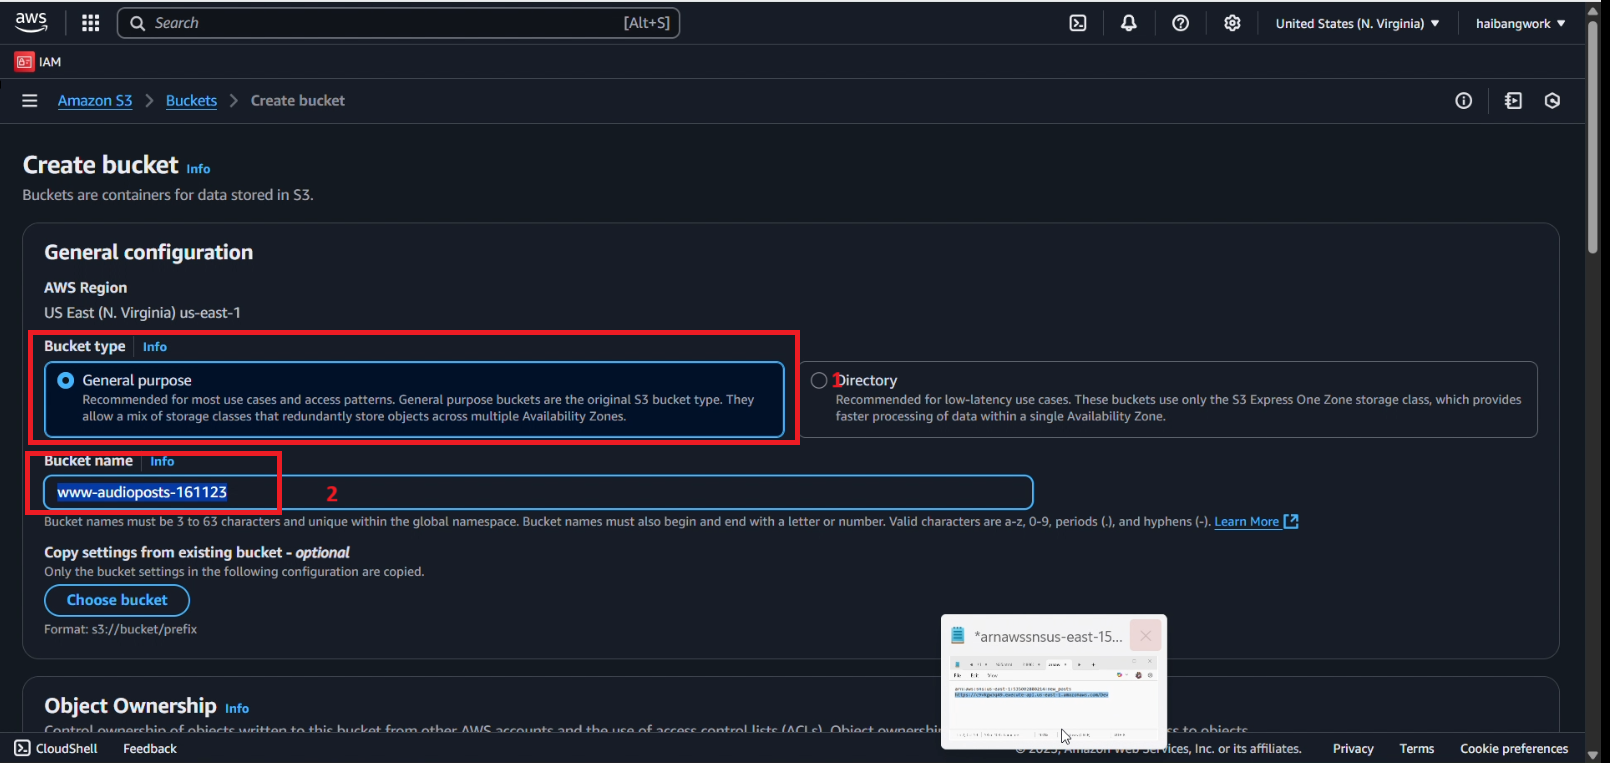 aws
Search [Alt+S]
United States (N. Virginia)
haibangwork
IAM
Amazon S3 > Buckets > Create bucket
Create bucket Info
Buckets are containers for data stored in S3.
General configuration
AWS Region
US East (N. Virginia) us-east-1
Bucket type Info
General purpose
Recommended for most use cases and access patterns. General purpose buckets are the original S3 bucket type. They
allow a mix of storage classes that redundantly store objects across multiple Availability Zones.
1
Directory
Recommended for low-latency use cases. These buckets use only the S3 Express One Zone storage class, which provides
faster processing of data within a single Availability Zone.
Bucket name Info
www-audioposts-161123
2
Bucket names must be 3 to 63 characters and unique within the global namespace. Bucket names must also begin and end with a letter or number. Valid characters are a-z, 0-9, periods (.), and hyphens (-). Learn More
Copy settings from existing bucket - optional
Only the bucket settings in the following configuration are copied.
Choose bucket
Format: s3://bucket/prefix
*arnawssnsus-east-15...
File Edit View
Object Ownership Info
Control ownership of objects written to this bucket from other AWS accounts and the use of access control lists (ACLs). Object ownership to objects.
CloudShell Feedback
© 2025, Amazon Web Services, Inc. or its affiliates. Privacy Terms Cookie preferences